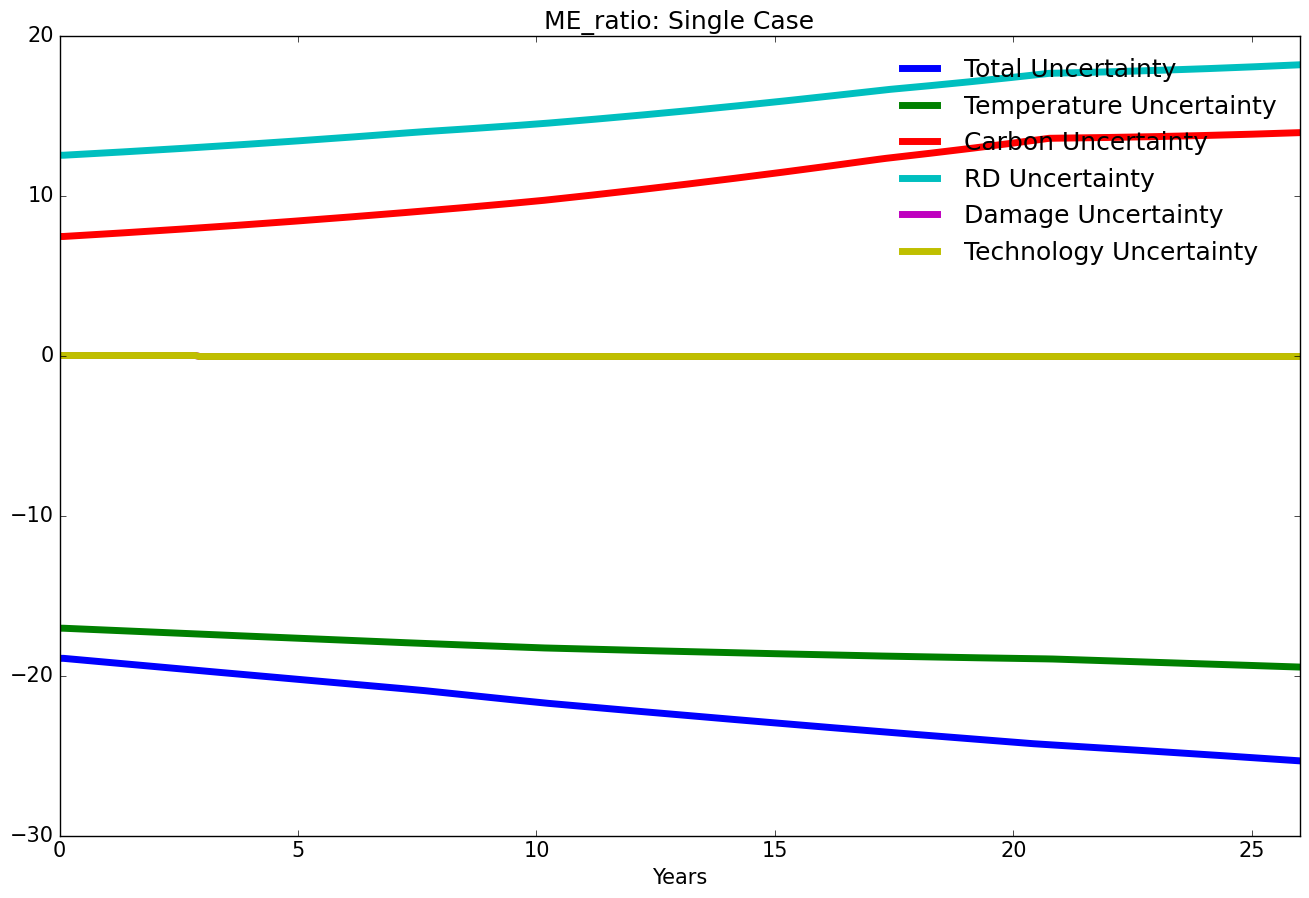 ME_ratio: Single Case
20
10
0
−10
−20
−30
Total Uncertainty
Temperature Uncertainty
Carbon Uncertainty
RD Uncertainty
Damage Uncertainty
Technology Uncertainty
0 5 10 15 20 25
Years